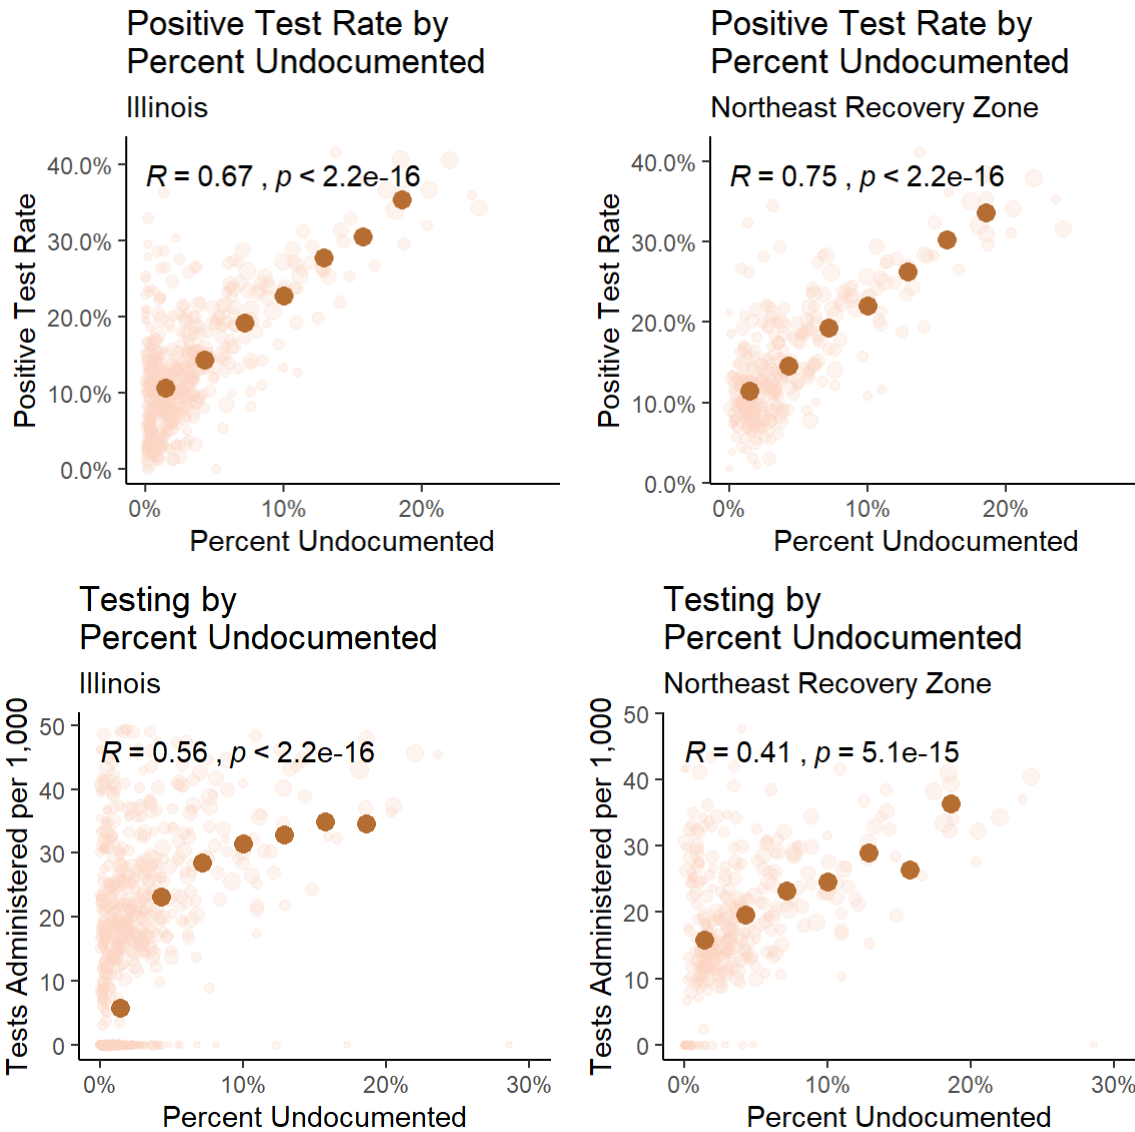 Positive Test Rate by
Percent Undocumented
Illinois
R = 0.67 , p < 2.2e-16
40.0%
30.0%
20.0%
10.0%
0.0%
Positive Test Rate
0%
10%
20%
Percent Undocumented
Positive Test Rate by
Percent Undocumented
Northeast Recovery Zone
R = 0.75 , p < 2.2e-16
40.0%
30.0%
20.0%
10.0%
0.0%
Positive Test Rate
0%
10%
20%
Percent Undocumented
Testing by
Percent Undocumented
Illinois
R = 0.56 , p < 2.2e-16
50
40
30
20
10
0
Tests Administered per 1,000
0%
10%
20%
30%
Percent Undocumented
Testing by
Percent Undocumented
Northeast Recovery Zone
R = 0.41 , p = 5.1e-15
50
40
30
20
10
0
Tests Administered per 1,000
0%
10%
20%
30%
Percent Undocumented